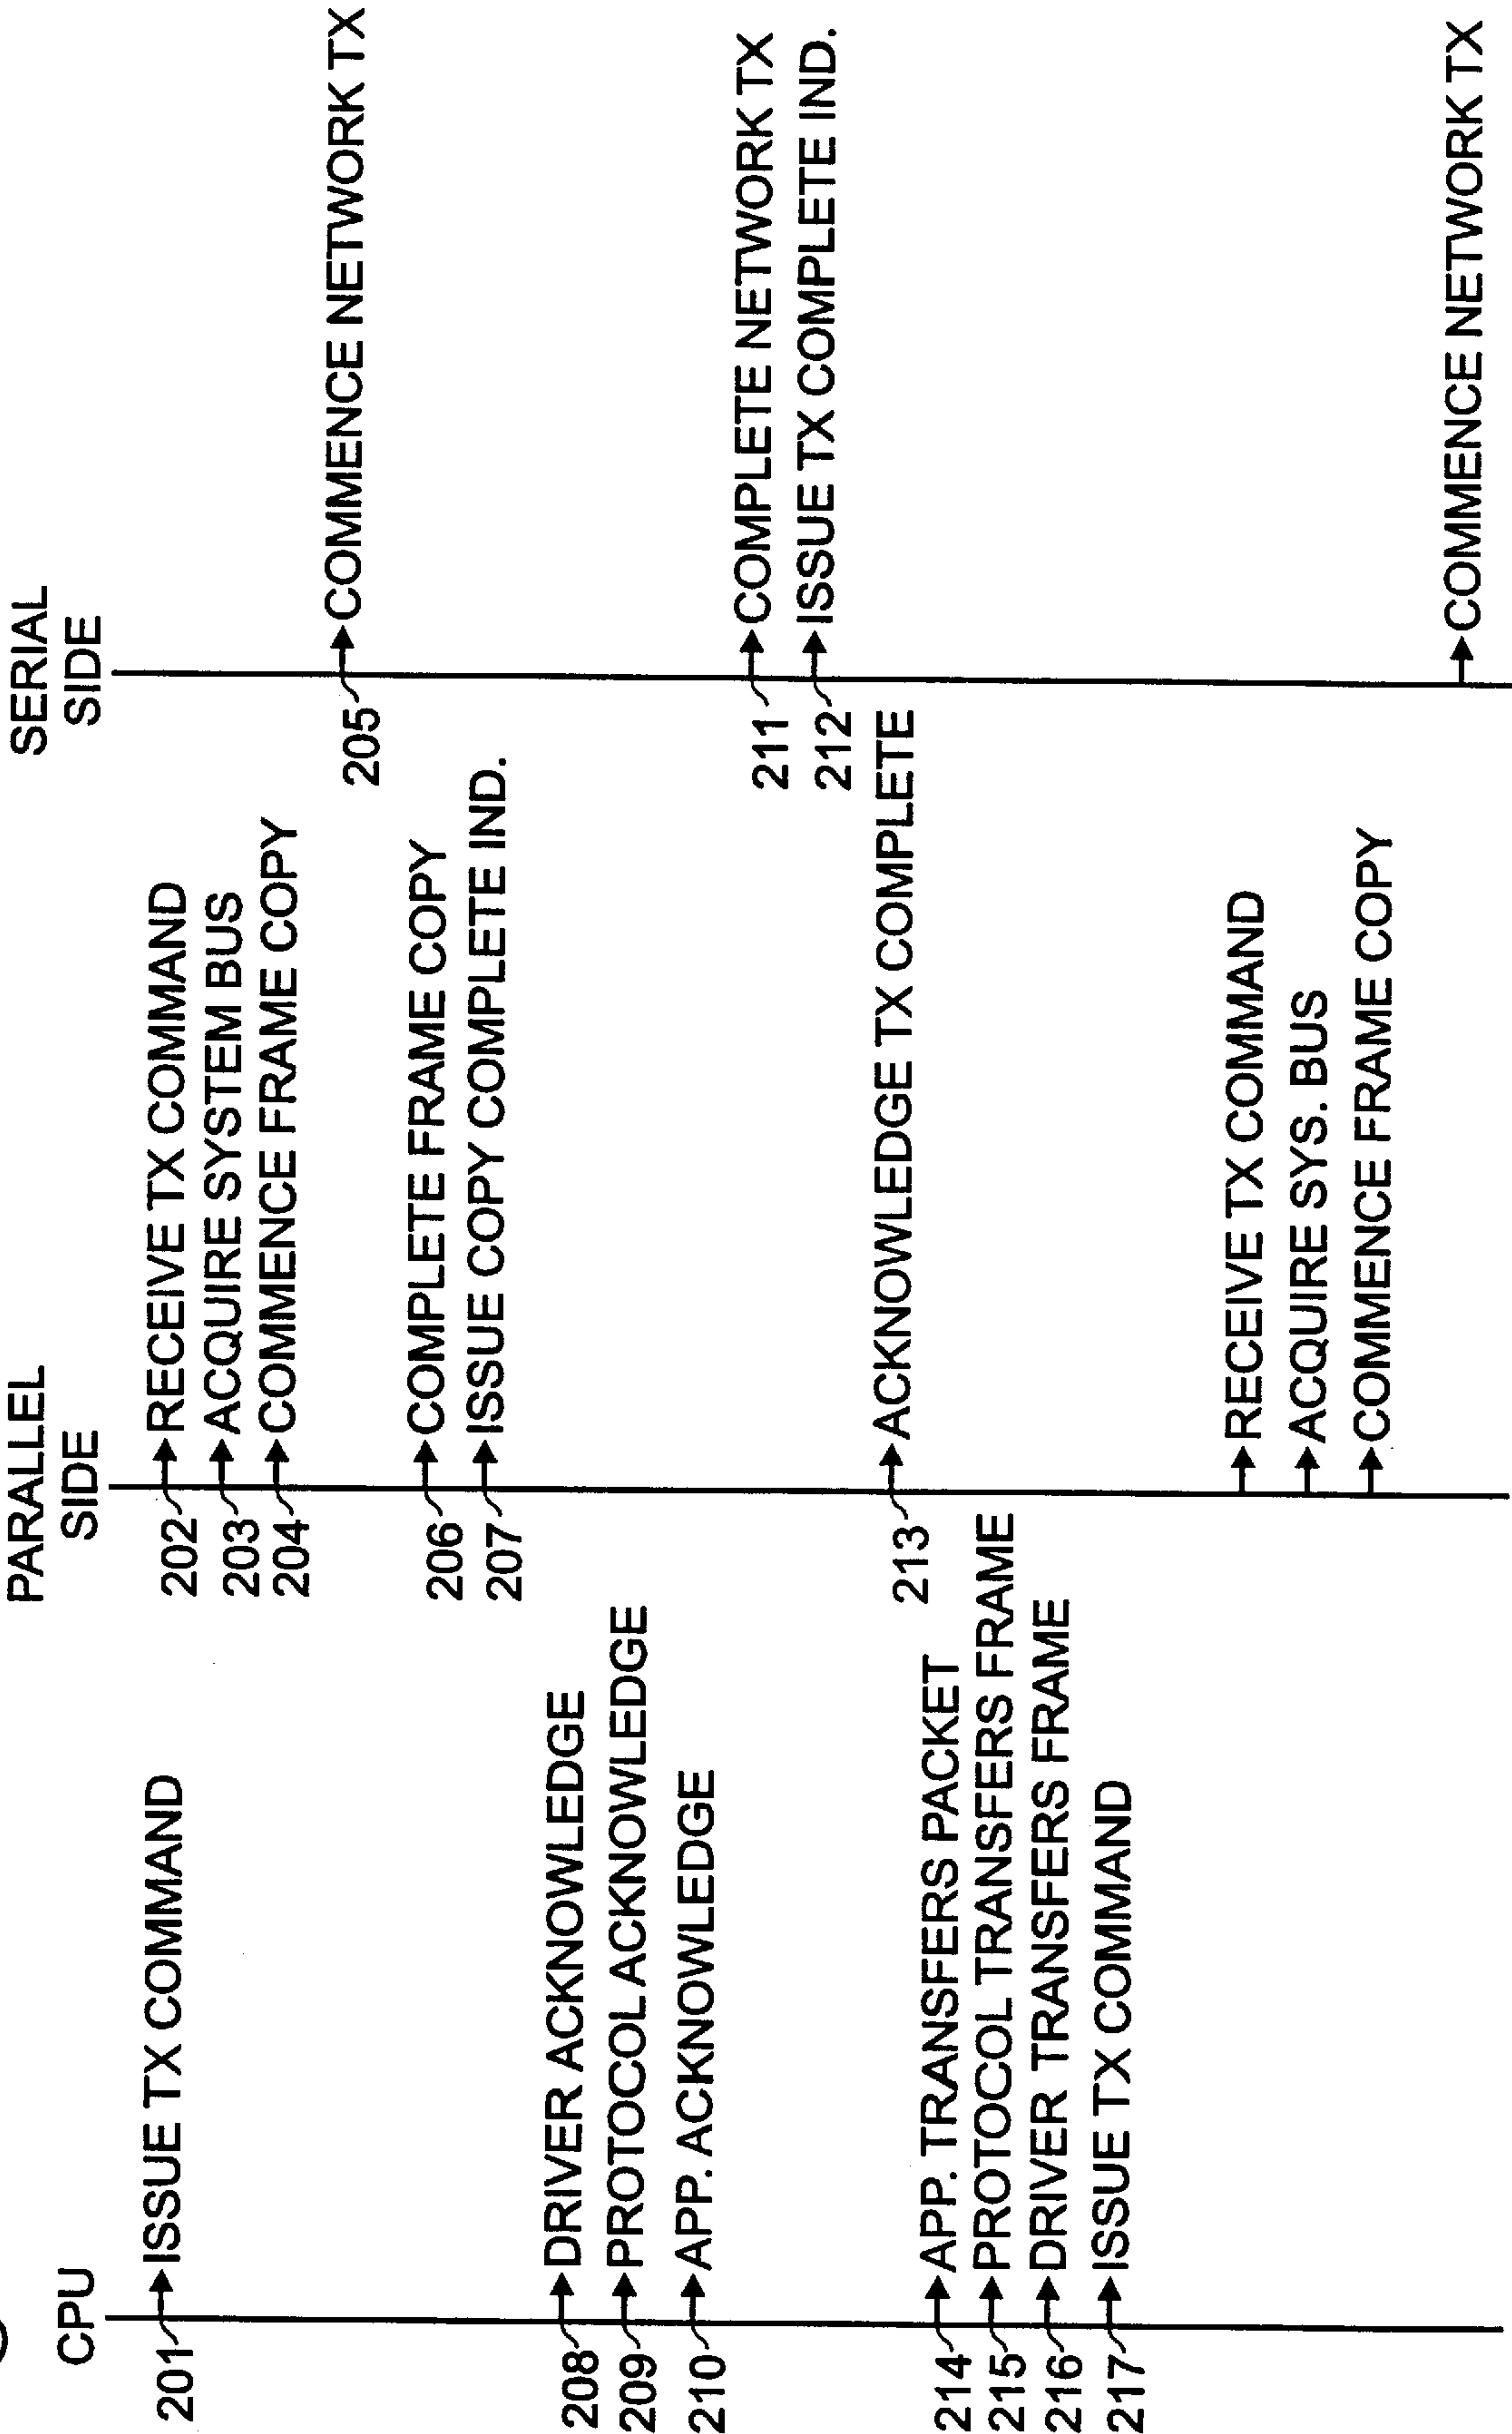 CPU
201 ISSUE TX COMMAND
208 DRIVER ACKNOWLEDGE
209 PROTOCOL ACKNOWLEDGE
210 APP. ACKNOWLEDGE
214 APP. TRANSFERS PACKET
215 PROTOCOL TRANSFERS FRAME
216 DRIVER TRANSFERS FRAME
217 ISSUE TX COMMAND
PARALLEL
SIDE
202 RECEIVE TX COMMAND
203 ACQUIRE SYSTEM BUS
204 COMMENCE FRAME COPY
206 COMPLETE FRAME COPY
207 ISSUE COPY COMPLETE IND.
213 ACKNOWLEDGE TX COMPLETE
RECEIVE TX COMMAND
ACQUIRE SYS. BUS
COMMENCE FRAME COPY
SERIAL
SIDE
205 COMMENCE NETWORK TX
211 COMPLETE NETWORK TX
212 ISSUE TX COMPLETE IND.
COMMENCE NETWORK TX